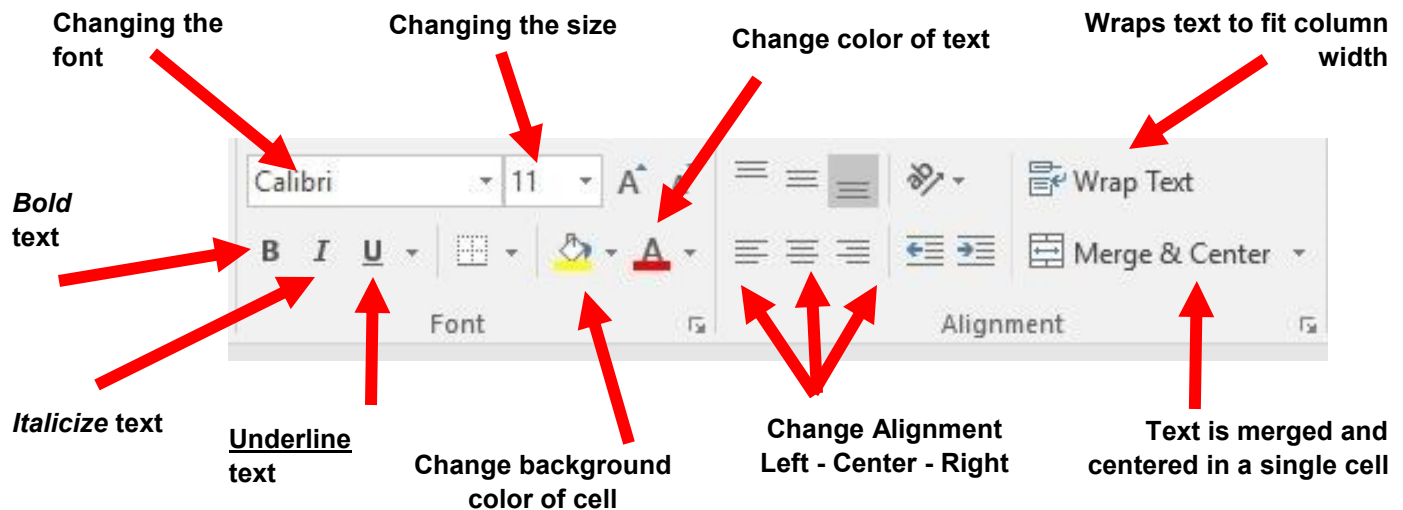 Changing the
font
Changing the size
Change color of text
Wraps text to fit column
width
Calibri
11
A
A
ab
Wrap Text
Bold
text
B I U
A
Merge & Center
Font
Alignment
Italicize text
Underline
text
Change background
color of cell
Change Alignment
Left - Center - Right
Text is merged and
centered in a single cell